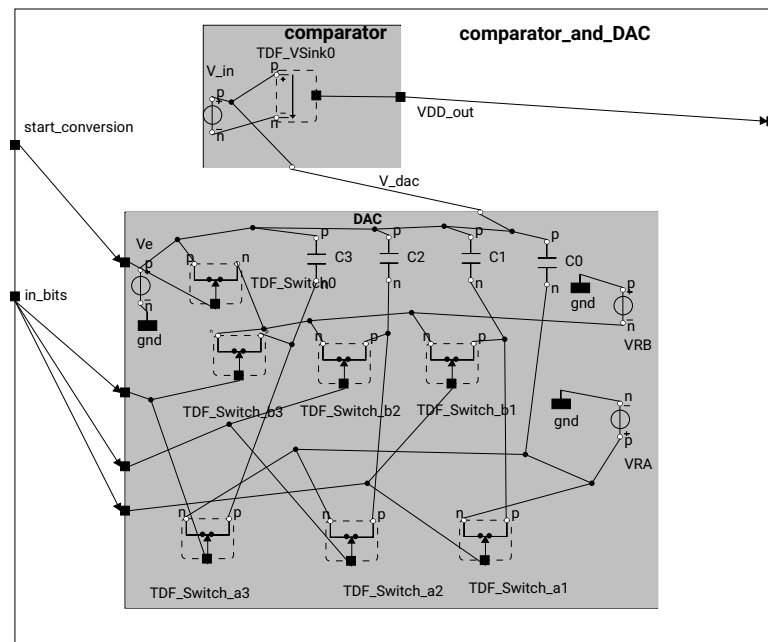 comparator
comparator_and_DAC
TDF_VSink0
V_in
p
p
n
n
VDD_out
start_conversion
V_dac
DAC
Ve
p
n
gnd
p
n
TDF_Switch0
p
C3
n
p
C2
n
p
C1
n
p
C0
n
gnd
p
n
VRB
in_bits
n
TDF_Switch_b3
n
p
TDF_Switch_b2
n
p
TDF_Switch_b1
gnd
n
p
VRA
n
p
TDF_Switch_a3
n
p
TDF_Switch_a2
n
p
TDF_Switch_a1